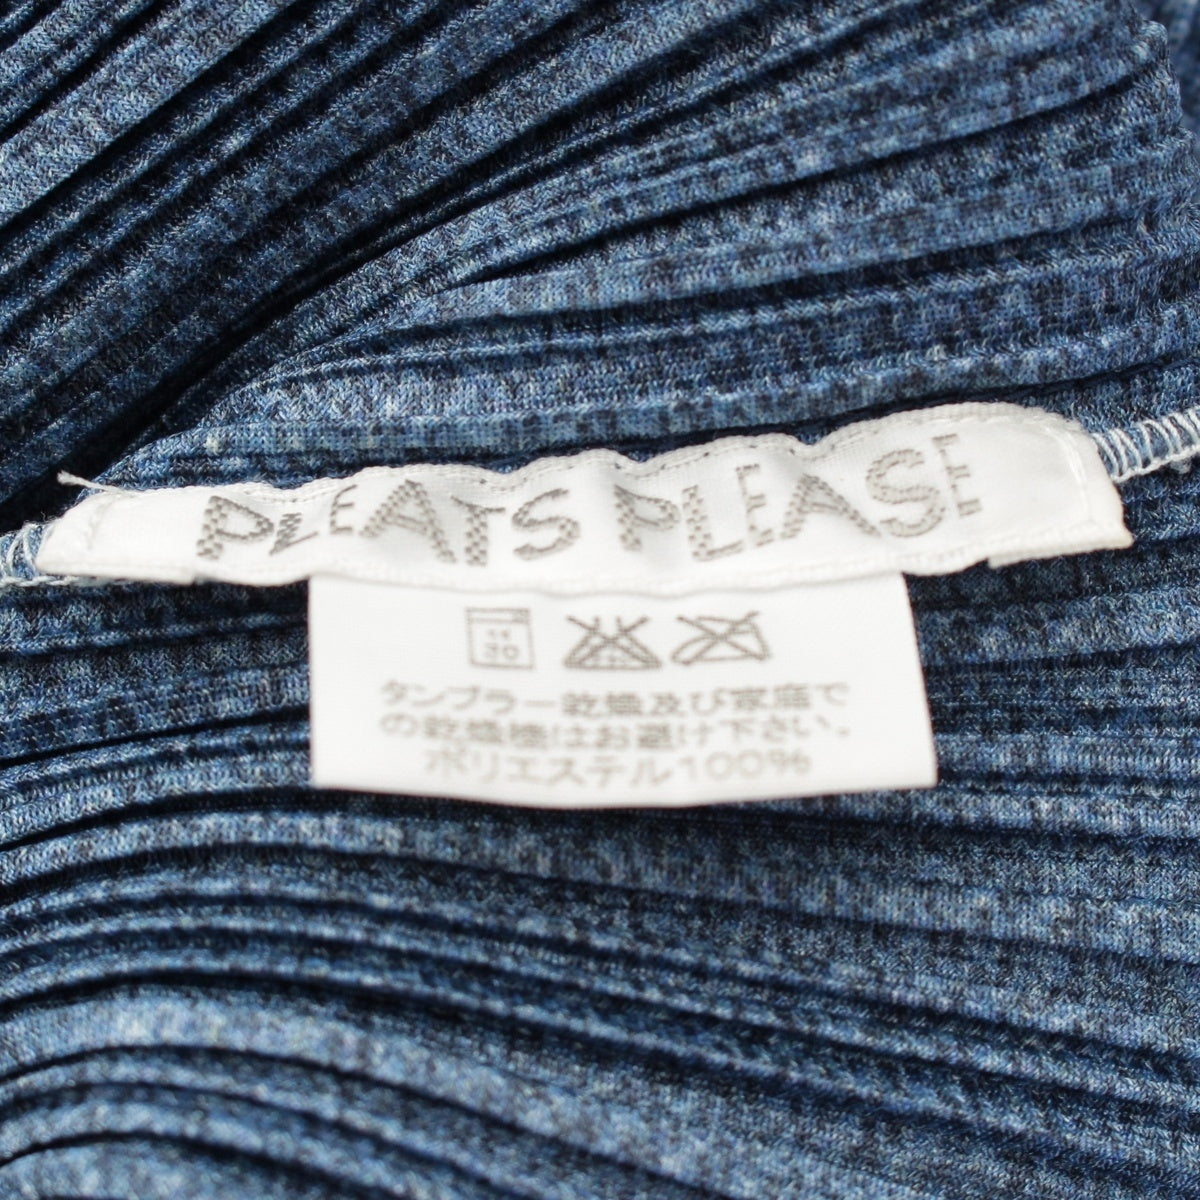 PLEATS PLEASE
タンブラー乾燥及び家庭で
の乾燥機はお避け下さい。
ポリエステル100%